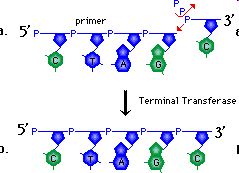 primer
P
P
a. P P P P P 3' a
C T A G C
5' Terminal Transferase
5' P P P P P 3'
b. C T A G C b